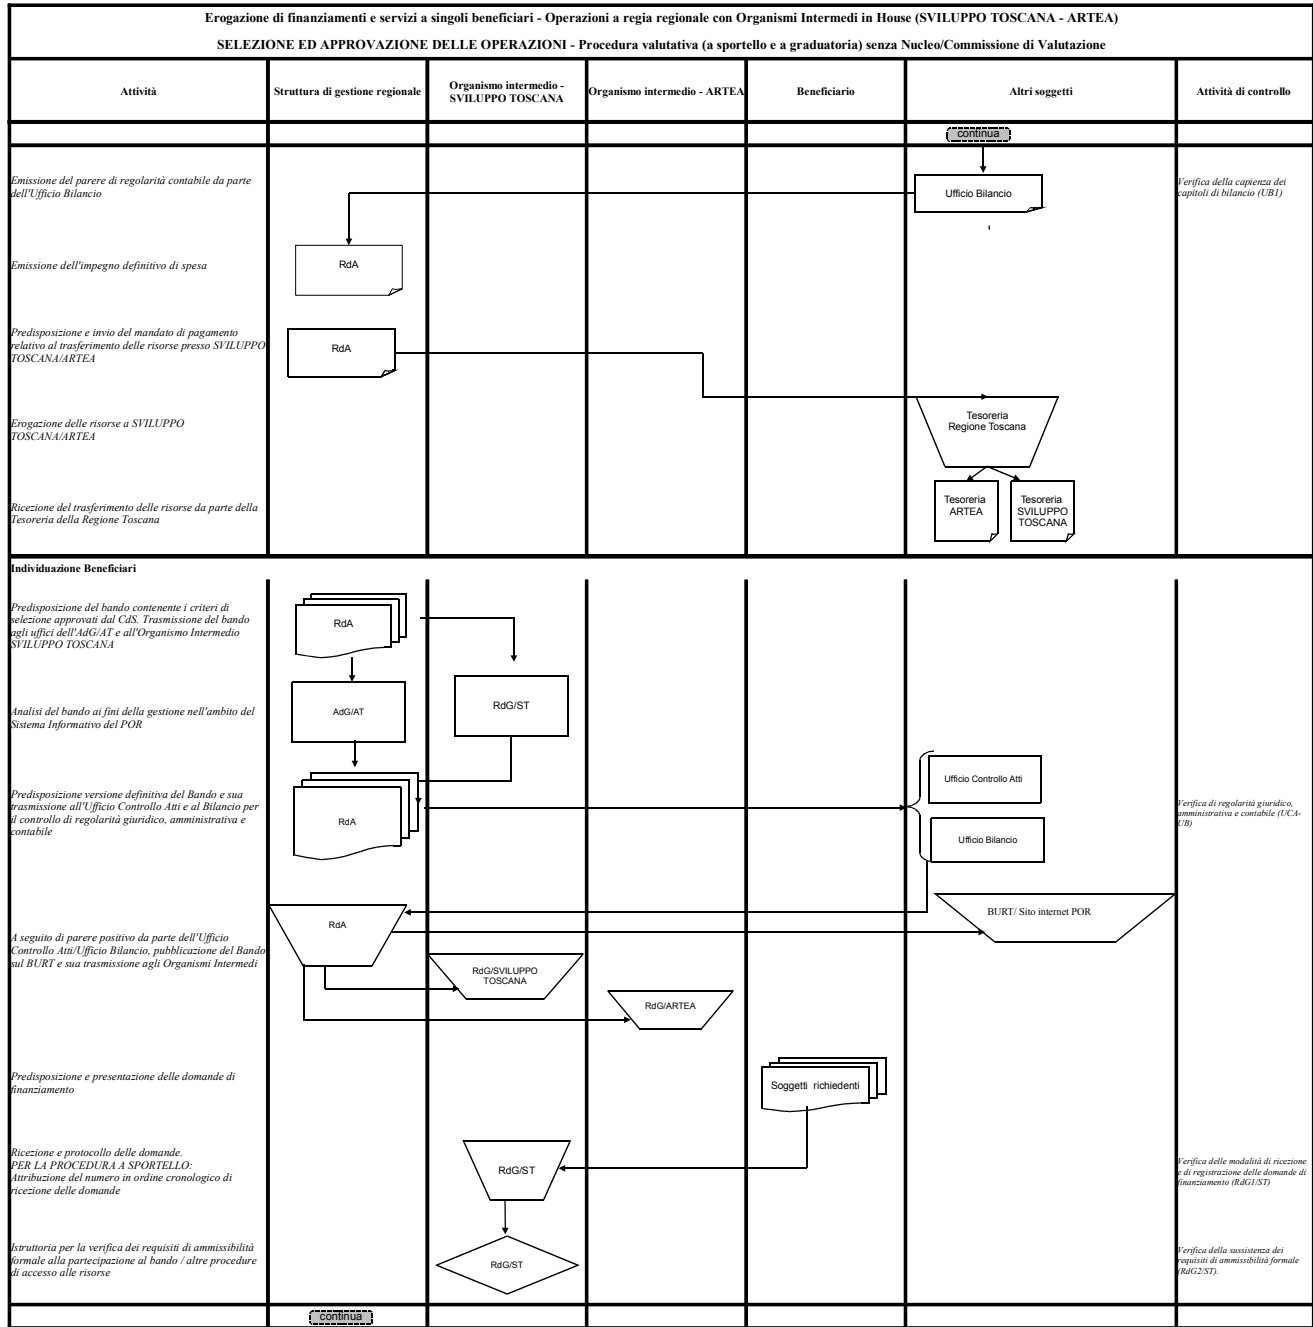 Erogazione di finanziamenti e servizi a singoli beneficiari - Operazioni a regia regionale con Organismi Intermedi in House (SVILUPPO TOSCANA - ARTEA)
SELEZIONE ED APPROVAZIONE DELLE OPERAZIONI - Procedura valutativa (a sportello e a graduatoria) senza Nucleo/Commissione di Valutazione
Attività
Struttura di gestione regionale
Organismo intermedio -
SVILUPPO TOSCANA
Organismo intermedio - ARTEA
Beneficiario
Altri soggetti
Attività di controllo
continua
Emissione del parere di regolarità contabile da parte
dell'Ufficio Bilancio
Ufficio Bilancio
Verifica della capienza dei
capitoli di bilancio (UB1)
Emissione dell'impegno definitivo di spesa
RdA
Predisposizione e invio del mandato di pagamento
relativo al trasferimento delle risorse presso SVILUPPO
TOSCANA/ARTEA
RdA
Erogazione delle risorse a SVILUPPO
TOSCANA/ARTEA
Tesoreria
Regione Toscana
Ricezione del trasferimento delle risorse da parte della
Tesoreria della Regione Toscana
Tesoreria
ARTEA
Tesoreria
SVILUPPO
TOSCANA
Individuazione Beneficiari
Predisposizione del bando contenente i criteri di
selezione approvati dal CdS. Trasmissione del bando
agli uffici dell'AdG/AT e all'Organismo Intermedio
SVILUPPO TOSCANA
RdA
Analisi del bando ai fini della gestione nell'ambito del
Sistema Informativo del POR
AdG/AT
RdG/ST
Predisposizione versione definitiva del Bando e sua
trasmissione all'Ufficio Controllo Atti e al Bilancio per
il controllo di regolarità giuridico, amministrativa e
contabile
RdA
Ufficio Controllo Atti
Ufficio Bilancio
Verifica di regolarità giuridico,
amministrativa e contabile (UCA-
UB)
A seguito di parere positivo da parte dell'Ufficio
Controllo Atti/Ufficio Bilancio, pubblicazione del Bando
sul BURT e sua trasmissione agli Organismi Intermedi
RdA
BURT/ Sito internet POR
RdG/SVILUPPO
TOSCANA
RdG/ARTEA
Predisposizione e presentazione delle domande di
finanziamento
Soggetti richiedenti
Ricezione e protocollo delle domande.
PER LA PROCEDURA A SPORTELLO:
Attribuzione del numero in ordine cronologico di
ricezione delle domande
RdG/ST
Verifica delle modalità di ricezione
e di registrazione delle domande di
finanziamento (RdG1/ST)
Istruttoria per la verifica dei requisiti di ammissibilità
formale alla partecipazione al bando / altre procedure
di accesso alle risorse
RdG/ST
Verifica della sussistenza dei
requisiti di ammissibilità formale
(RdG2/ST).
continua